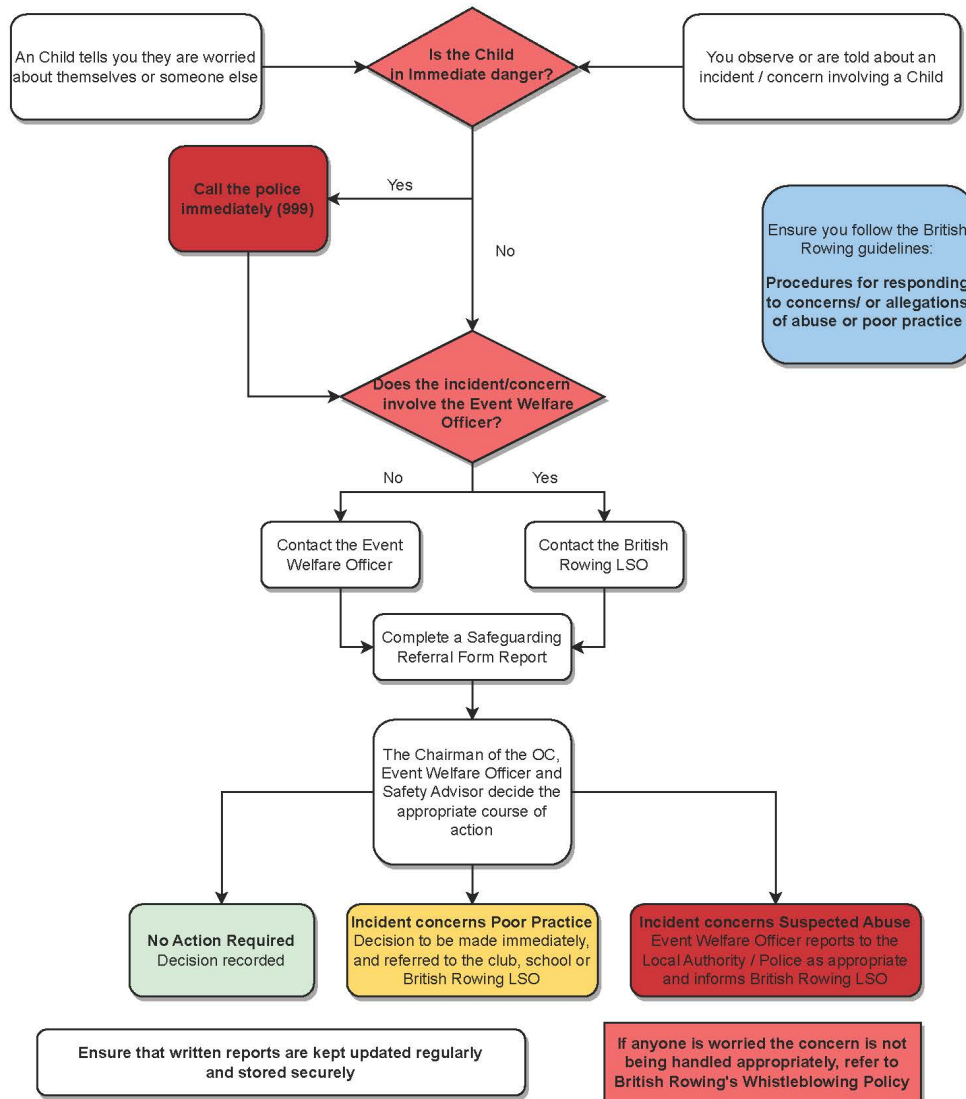 An Child tells you they are worried
about themselves or someone else
Is the Child
in Immediate danger?
You observe or are told about an
incident / concern involving a Child
Yes
Call the police
immediately (999)
No
Ensure you follow the British
Rowing guidelines:
Procedures for responding
to concerns/ or allegations
of abuse or poor practice
Does the incident/concern
involve the Event Welfare
Officer?
No
Yes
Contact the Event
Welfare Officer
Contact the British
Rowing LSO
Complete a Safeguarding
Referral Form Report
The Chairman of the OC,
Event Welfare Officer and
Safety Advisor decide the
appropriate course of
action
No Action Required
Decision recorded
Incident concerns Poor Practice
Decision to be made immediately,
and referred to the club, school or
British Rowing LSO
Incident concerns Suspected Abuse
Event Welfare Officer reports to the
Local Authority / Police as appropriate
and informs British Rowing LSO
Ensure that written reports are kept updated regularly
and stored securely
If anyone is worried the concern is not
being handled appropriately, refer to
British Rowing's Whistleblowing Policy